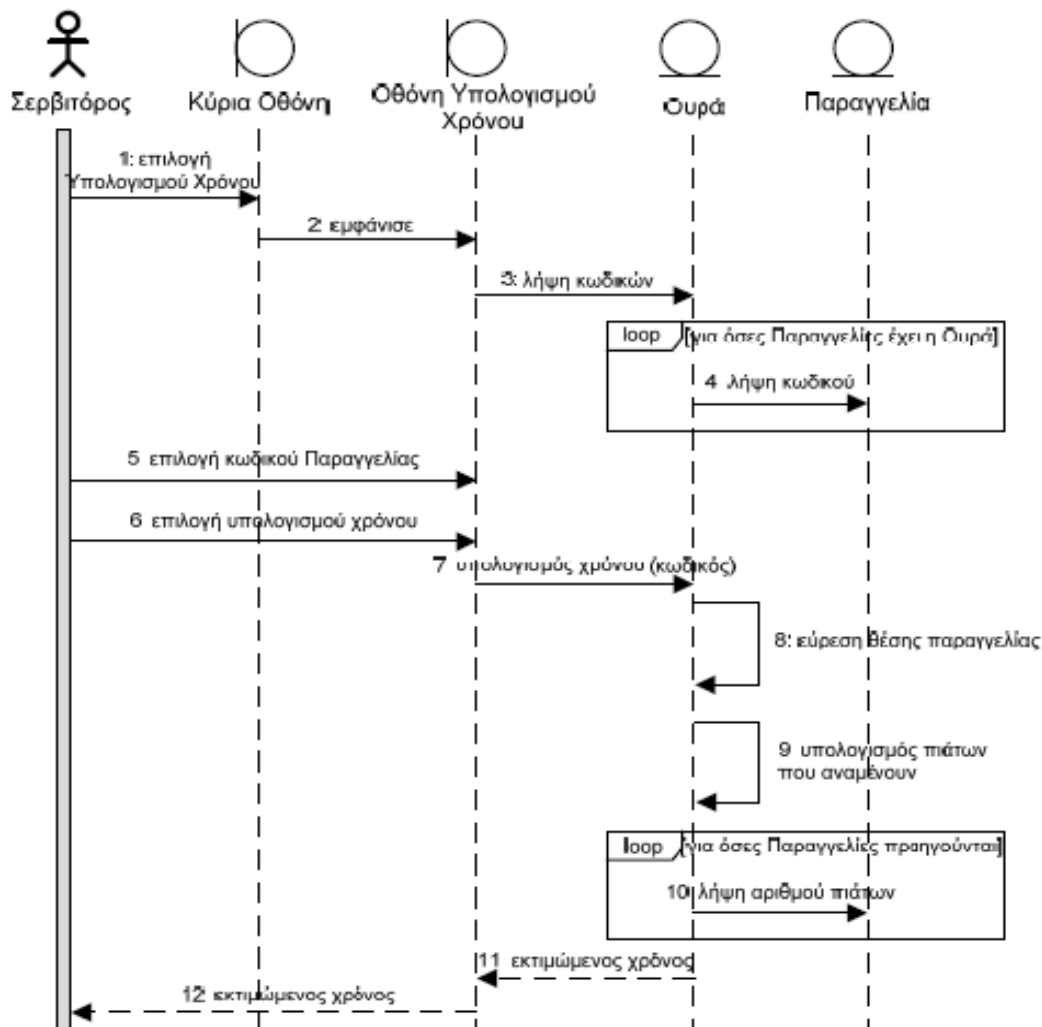 Σερβιτόρος
Κύρια Οθόνη
Οθόνη Υπολογισμού
Χρόνου
Ουρά
Παραγγελία
1: επιλογή
Υπολογισμού Χρόνου
2: εμφάνισε
3: λήψη κωδικών
loop [για όσες Παραγγελίες έχει η Ουρά]
4 λήψη κωδικού
5 επιλογή κωδικού Παραγγελίας
6 επιλογή υπολογισμού χρόνου
7 υπολογισμός χρόνου (κωδικός)
8: εύρεση θέσης παραγγελίας
9 υπολογισμός πιάτων
που αναμένουν
loop [για όσες Παραγγελίες προηγούνται]
10 λήψη αριθμού πιάτων
11 εκτιμώμενος χρόνος
12 εκτιμώμενος χρόνος